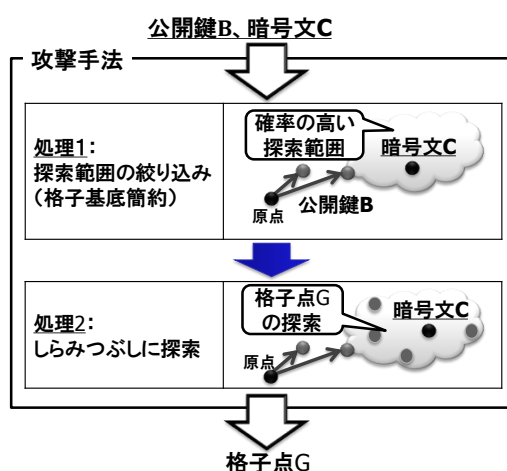 公開鍵B、暗号文C
攻撃手法
処理1:
探索範囲の絞り込み
(格子基底簡約)
確率の高い
探索範囲
暗号文C
公開鍵B
原点
処理2:
しらみつぶしに探索
格子点G
の探索
暗号文C
原点
格子点G